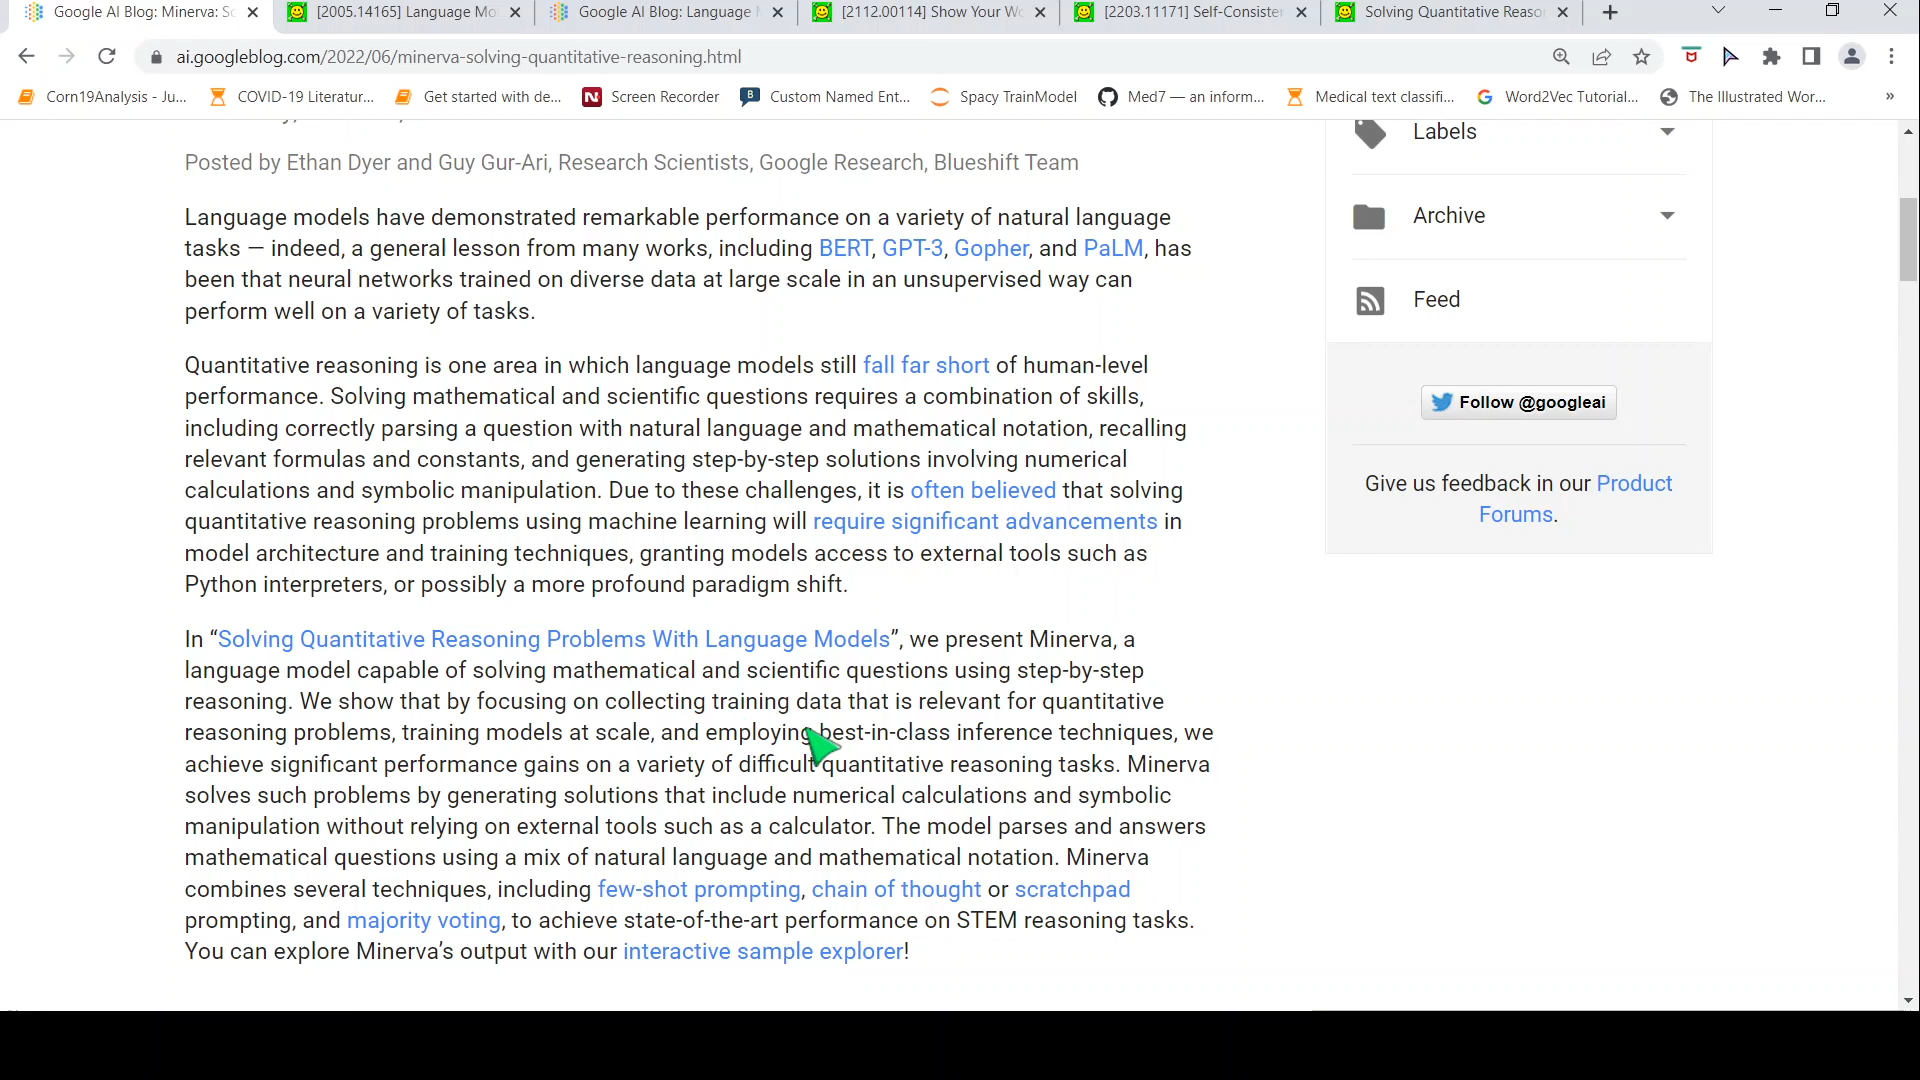 Google AI Blog: Minerva: So
[2005.14165] Language Mo
Google AI Blog: Language
[2112.00114] Show Your Wo
[2203.11171] Self-Consisten
Solving Quantitative Reason
ai.googleblog.com/2022/06/minerva-solving-quantitative-reasoning.html
Corn19Analysis - Ju...
COVID-19 Literatur...
Get started with de...
N Screen Recorder
B Custom Named Ent...
Spacy TrainModel
Med7 — an inform...
Medical text classifi...
G Word2Vec Tutorial...
The Illustrated Wor...
»
Posted by Ethan Dyer and Guy Gur-Ari, Research Scientists, Google Research, Blueshift Team
Language models have demonstrated remarkable performance on a variety of natural language
tasks — indeed, a general lesson from many works, including BERT, GPT-3, Gopher, and PaLM, has
been that neural networks trained on diverse data at large scale in an unsupervised way can
perform well on a variety of tasks.
Quantitative reasoning is one area in which language models still fall far short of human-level
performance. Solving mathematical and scientific questions requires a combination of skills,
including correctly parsing a question with natural language and mathematical notation, recalling
relevant formulas and constants, and generating step-by-step solutions involving numerical
calculations and symbolic manipulation. Due to these challenges, it is often believed that solving
quantitative reasoning problems using machine learning will require significant advancements in
model architecture and training techniques, granting models access to external tools such as
Python interpreters, or possibly a more profound paradigm shift.
In “Solving Quantitative Reasoning Problems With Language Models”, we present Minerva, a
language model capable of solving mathematical and scientific questions using step-by-step
reasoning. We show that by focusing on collecting training data that is relevant for quantitative
reasoning problems, training models at scale, and employing best-in-class inference techniques, we
achieve significant performance gains on a variety of difficult quantitative reasoning tasks. Minerva
solves such problems by generating solutions that include numerical calculations and symbolic
manipulation without relying on external tools such as a calculator. The model parses and answers
mathematical questions using a mix of natural language and mathematical notation. Minerva
combines several techniques, including few-shot prompting, chain of thought or scratchpad
prompting, and majority voting, to achieve state-of-the-art performance on STEM reasoning tasks.
You can explore Minerva’s output with our interactive sample explorer!
Labels
Archive
Feed
Follow @googleai
Give us feedback in our Product
Forums.